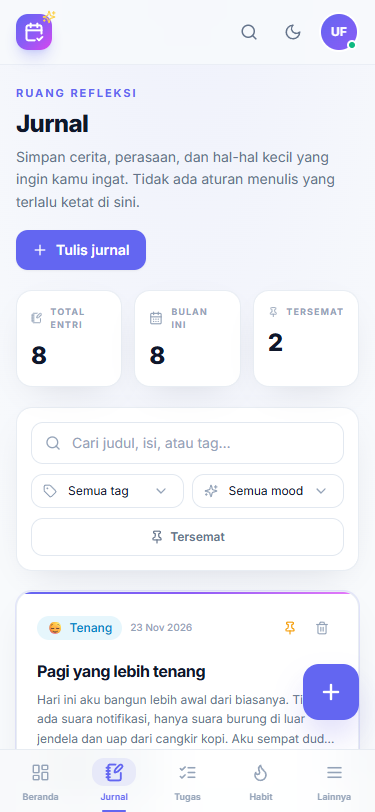 UF
RUANG REFLEKSI
Jurnal
Simpan cerita, perasaan, dan hal-hal kecil yang
ingin kamu ingat. Tidak ada aturan menulis yang
terlalu ketat di sini.
Tulis jurnal
TOTAL
ENTRI
8
BULAN
INI
8
TERSEMAT
2
Cari judul, isi, atau tag...
Semua tag
Semua mood
Tersemat
Tenang
23 Nov 2026
Pagi yang lebih tenang
Hari ini aku bangun lebih awal dari biasanya.
ada suara notifikasi, hanya suara burung di luar
jendela dan uap dari cangkir kopi. Aku sempat dud...
Beranda
Jurnal
Tugas
Habit
Lainnya